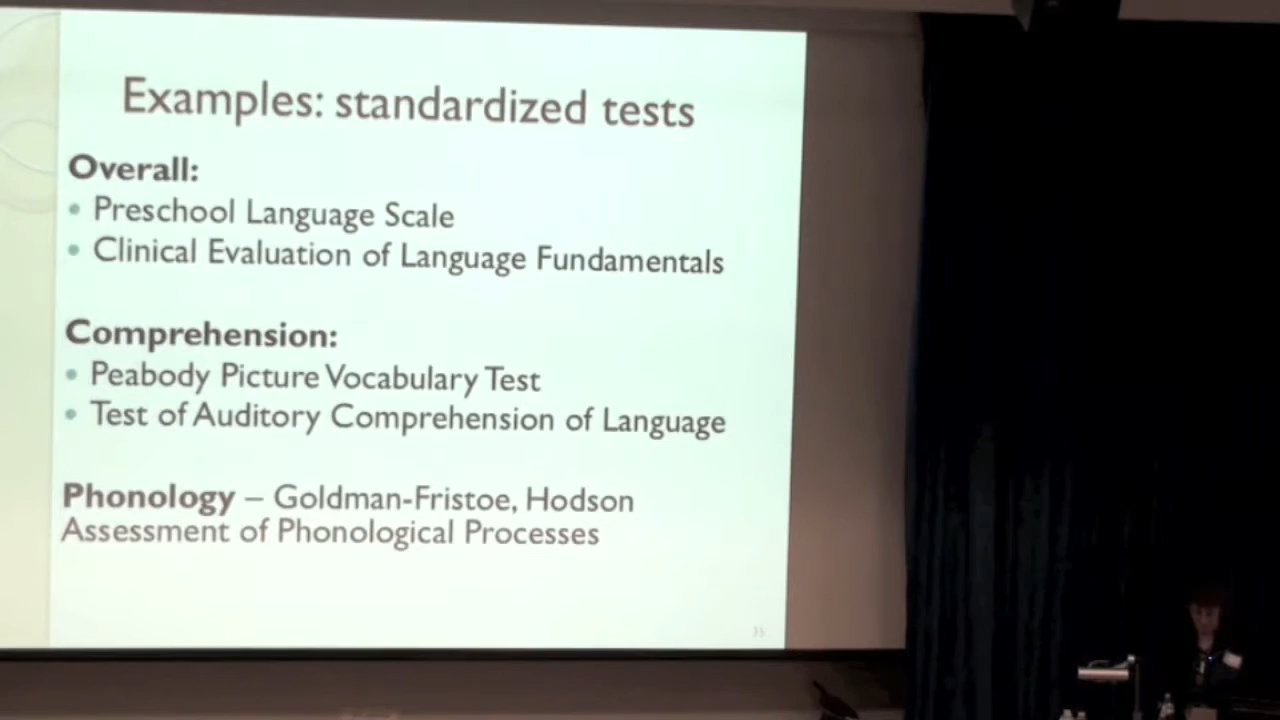 Examples: standardized tests
Overall:
• Preschool Language Scale
• Clinical Evaluation of Language Fundamentals
Comprehension:
• Peabody Picture Vocabulary Test
• Test of Auditory Comprehension of Language
Phonology – Goldman-Fristoe, Hodson
Assessment of Phonological Processes